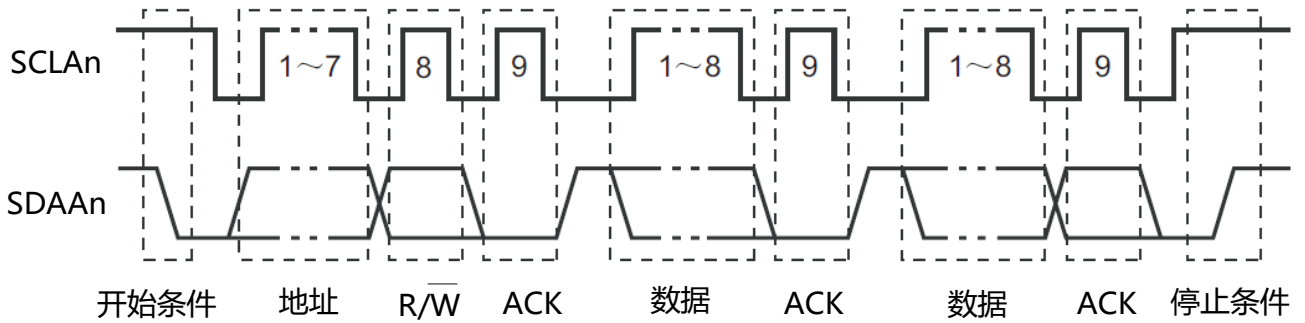 SCLAn 1～7 8 9 1～8 9 1～8 9
SDAAn
开始条件 地址 R/W̅ ACK 数据 ACK 数据 ACK 停止条件